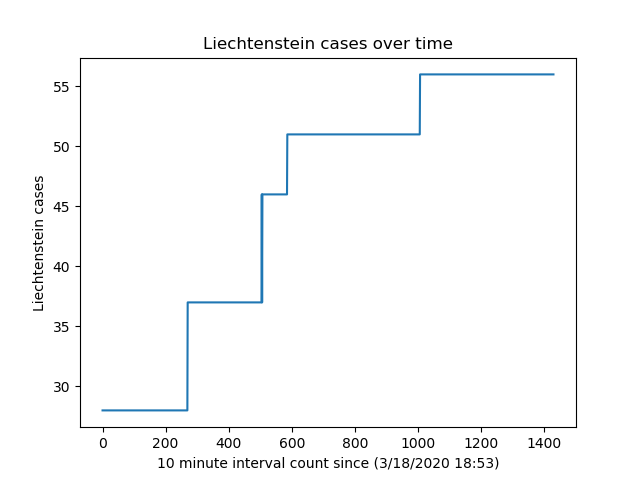 Liechtenstein cases over time
55
50
45
40
35
30
Liechtenstein cases
0 200 400 600 800 1000 1200 1400
10 minute interval count since (3/18/2020 18:53)